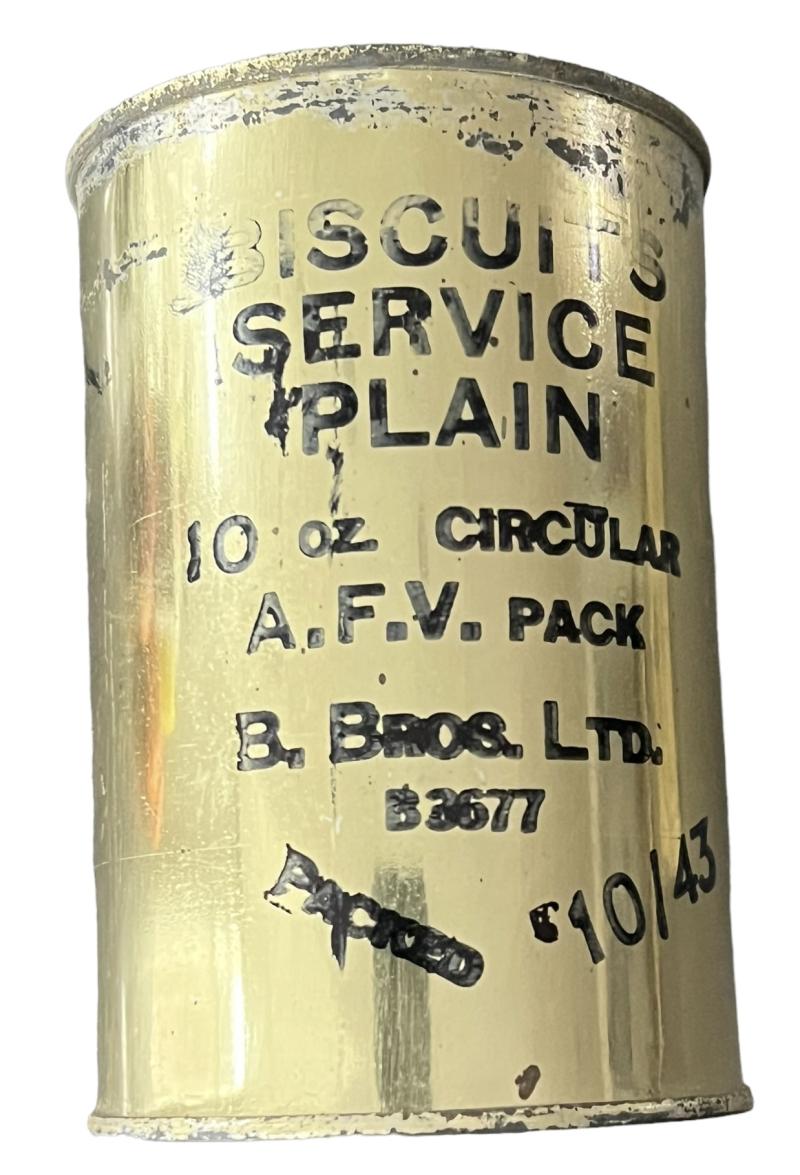 BISCUITS
SERVICE
PLAIN
10 oz CIRCULAR
A.F.V. PACK
B. BROS. LTD.
B3677
PACKED
10/43